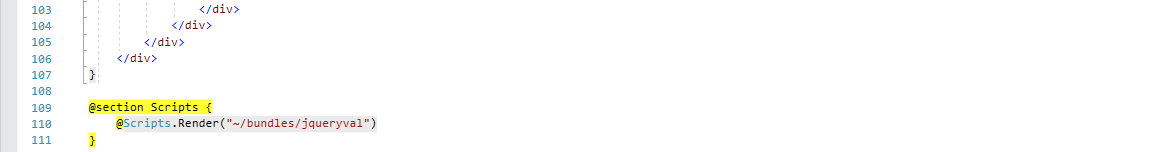 103 </div>
104 </div>
105 </div>
106 </div>
107 }
108
109 @section Scripts {
110 @Scripts.Render("~/bundles/jqueryval")
111 }